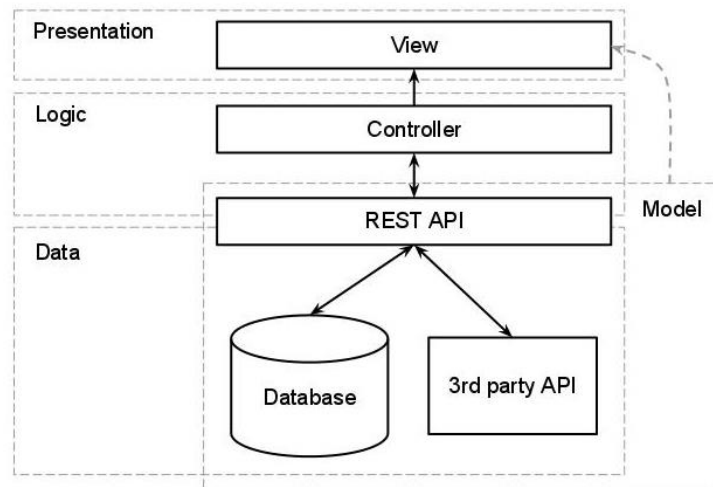 Presentation
View
Logic
Controller
REST API
Model
Data
Database
3rd party API